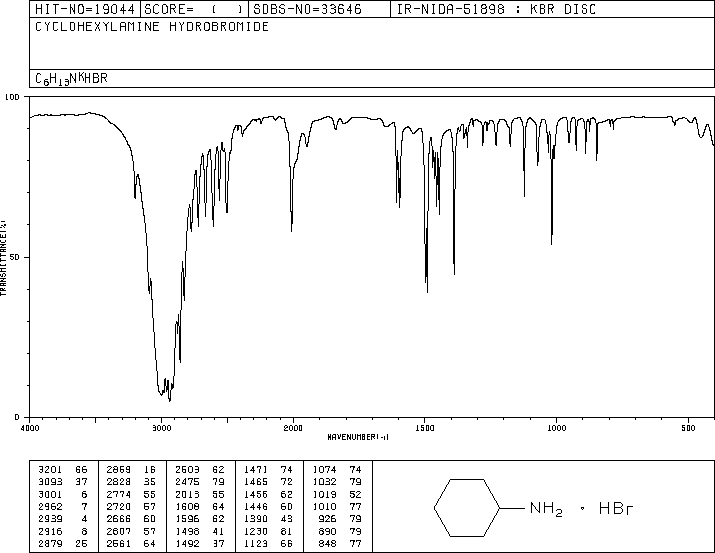 HIT-NO=19044 SCORE= ( ) SDBS-NO=33646 IR-NIDA-51898 : KBR DISC
CYCLOHEXYLAMINE HYDROBROMIDE
C6H13N*HBR
100
50
0
TRANSMITTANCE(%)
4000 3000 2000 1500 1000 500
WAVENUMBER(-1)
3201 66 2859 16 2503 62 1471 74 1074 74
3093 37 2828 35 2475 79 1465 72 1032 79
3001 6 2774 55 2013 55 1456 62 1019 52
2962 7 2720 57 1608 64 1446 60 1010 77
2939 4 2666 60 1596 62 1390 43 926 79
2916 8 2607 57 1498 41 1230 81 890 79
2879 25 2561 64 1492 37 1123 66 848 77
NH2 · HBr